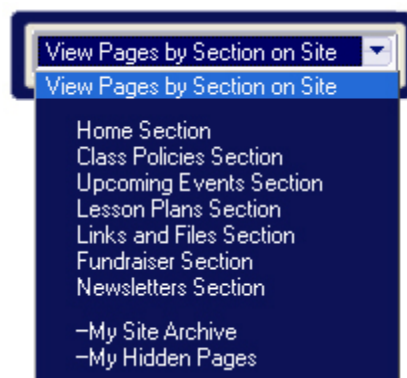 View Pages by Section on Site
View Pages by Section on Site
Home Section
Class Policies Section
Upcoming Events Section
Lesson Plans Section
Links and Files Section
Fundraiser Section
Newsletters Section
–My Site Archive
–My Hidden Pages